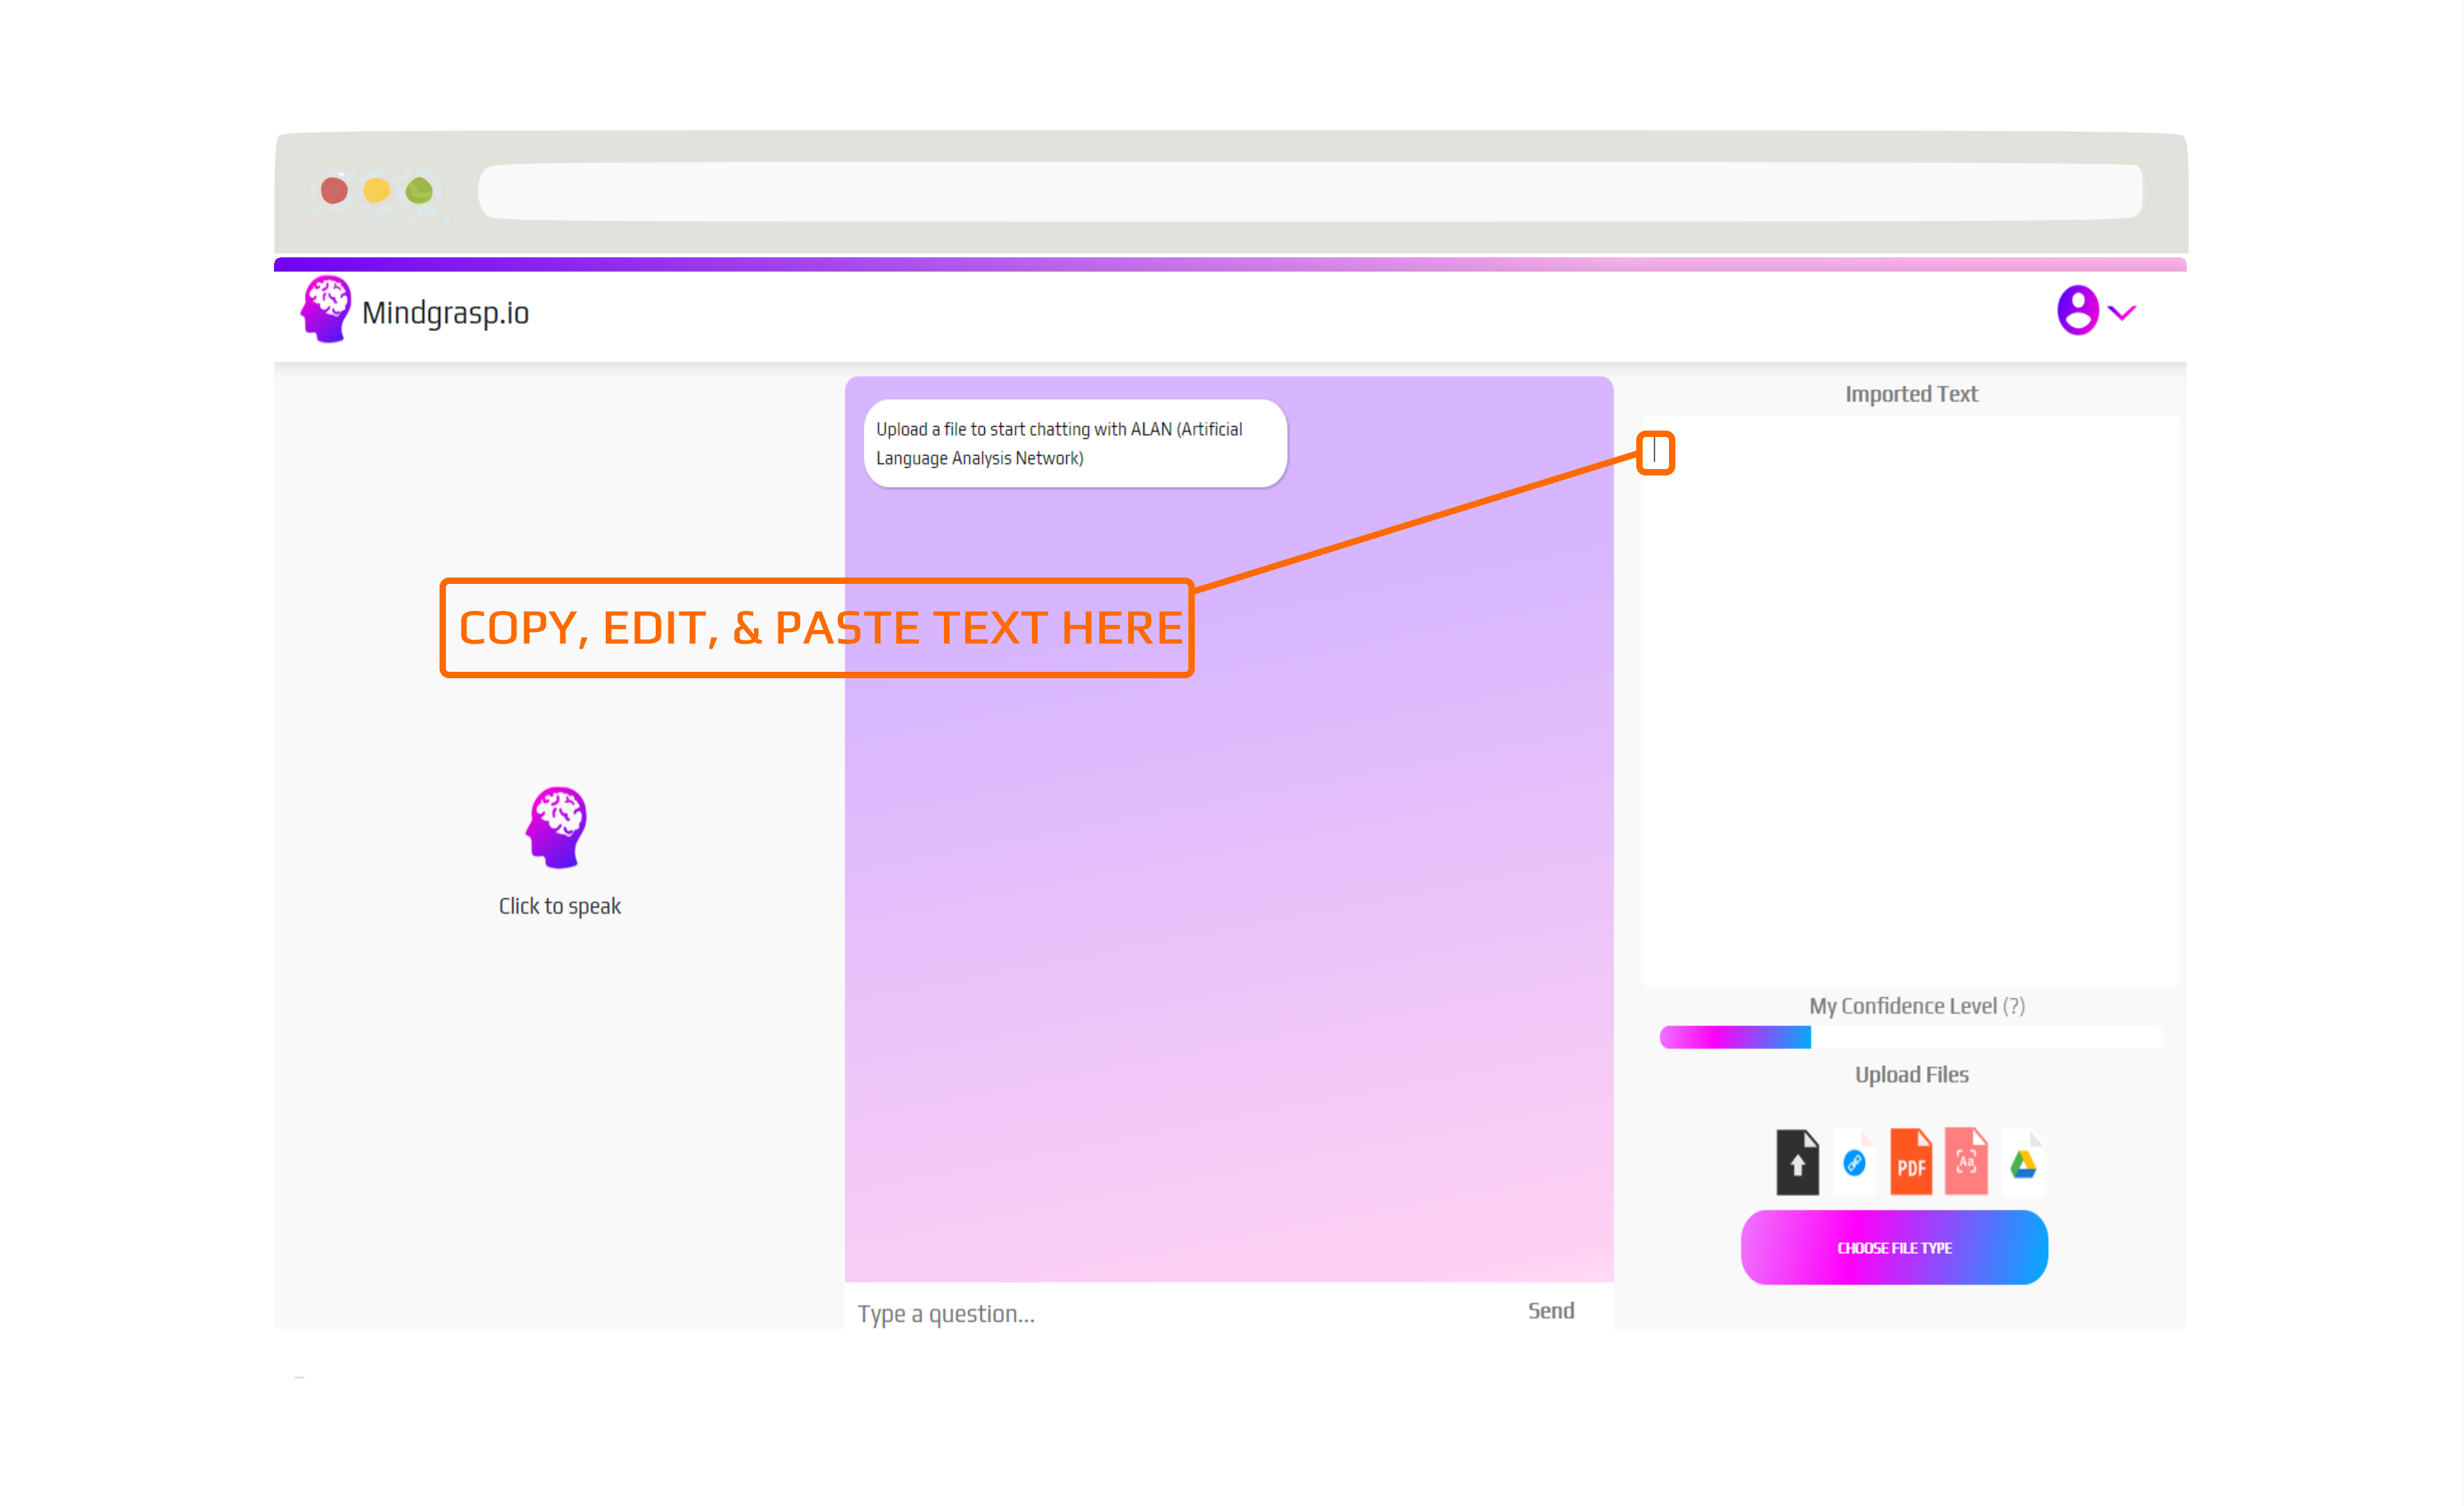 Mindgrasp.io
Upload a file to start chatting with ALAN (Artificial
Language Analysis Network)
Imported Text
COPY, EDIT, & PASTE TEXT HERE
Click to speak
My Confidence Level (?)
Upload Files
PDF
Aa
CHOOSE FILE TYPE
Type a question...
Send